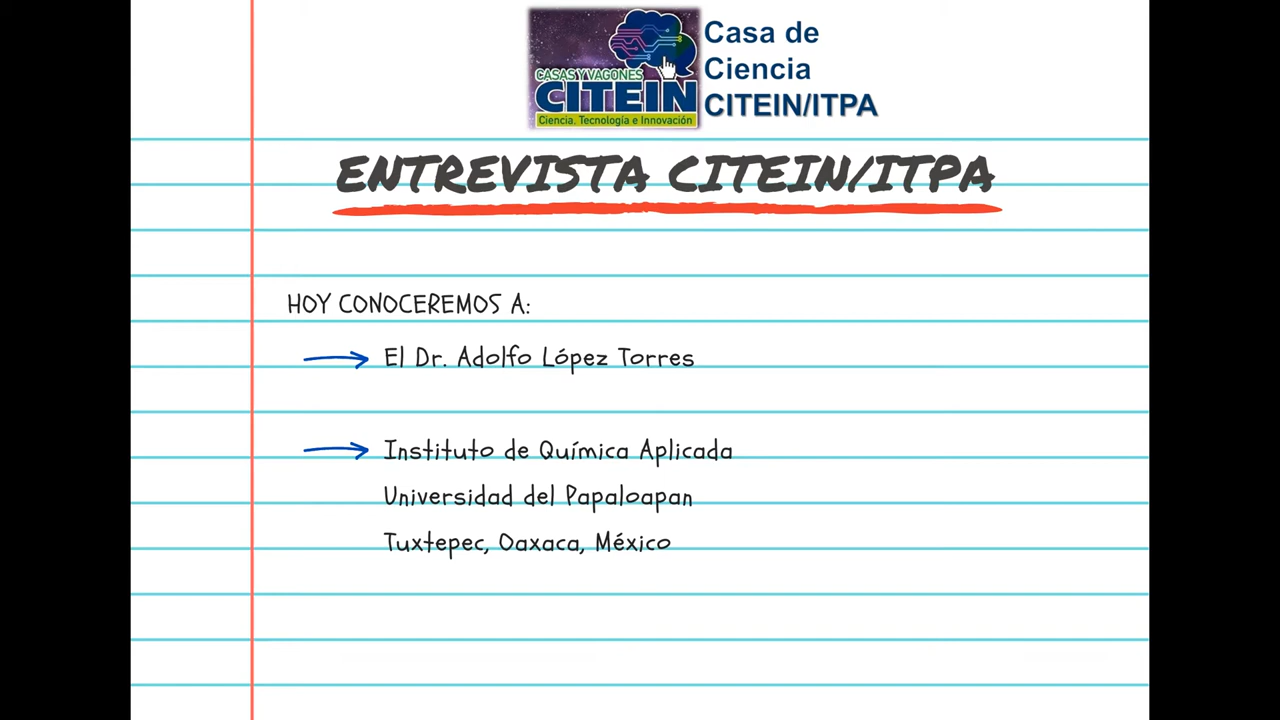 CASAS Y VAGONES
CITEIN
Ciencia, Tecnología e Innovación
Casa de
Ciencia
CITEIN/ITPA
ENTREVISTA CITEIN/ITPA
HOY CONOCEREMOS A:
El Dr. Adolfo López Torres
Instituto de Química Aplicada
Universidad del Papaloapan
Tuxtepec, Oaxaca, México